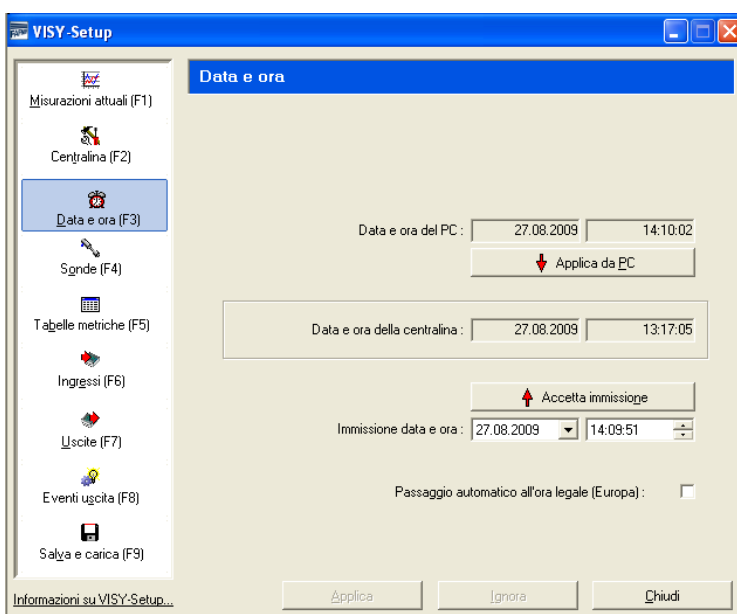 VISY-Setup
Data e ora
Misurazioni attuali (F1)
Centralina (F2)
Data e ora (F3)
Sonde (F4)
Tabelle metriche (F5)
Ingressi (F6)
Uscite (F7)
Eventi uscita (F8)
Salva e carica (F9)
Informazioni su VISY-Setup...
Data e ora del PC : 27.08.2009 14:10:02
Applica da PC
Data e ora della centralina : 27.08.2009 13:17:05
Accetta immissione
Immissione data e ora : 27.08.2009 14:09:51
Passaggio automatico all'ora legale (Europa) :
Applica Ignora Chiudi